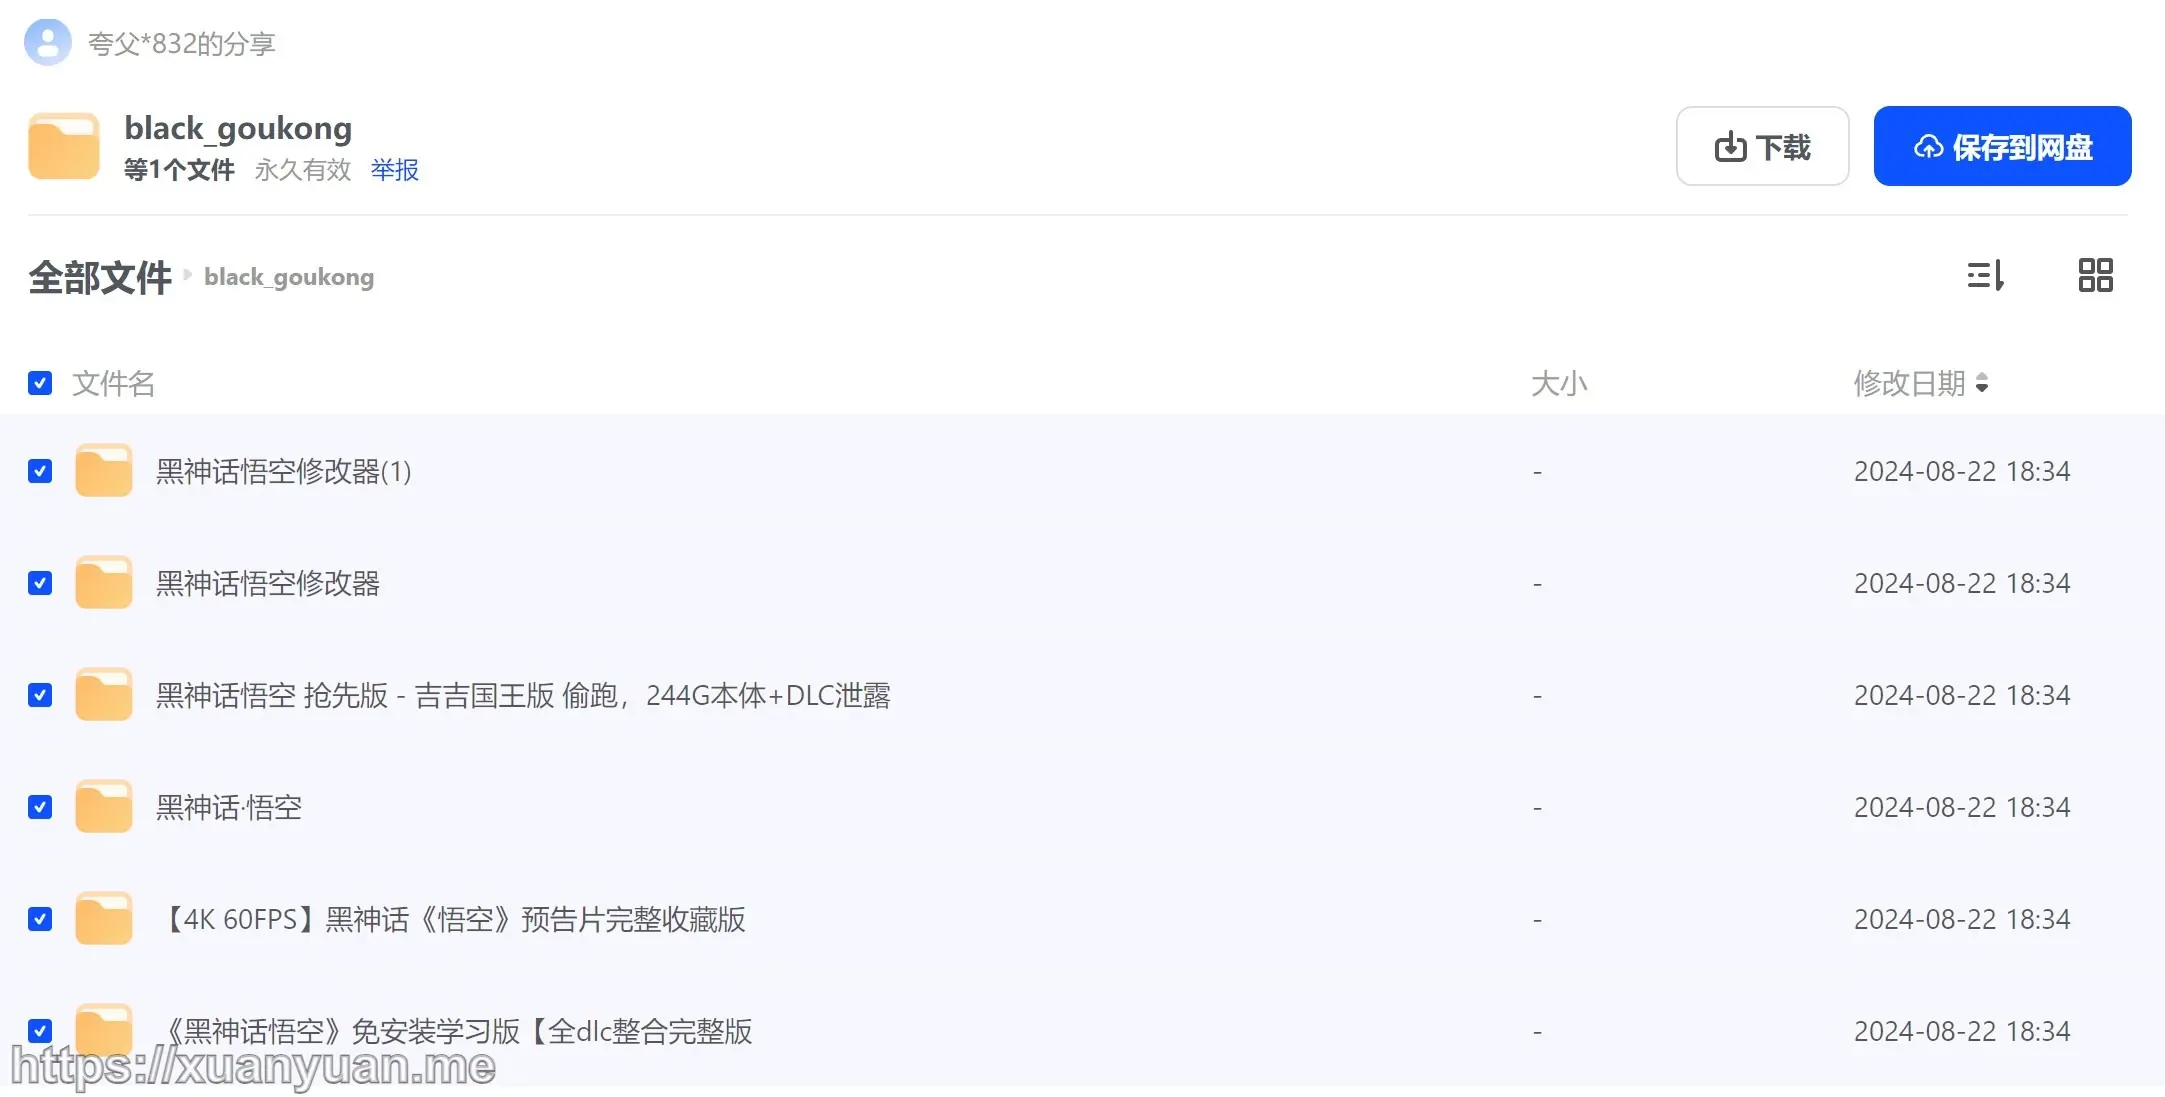 夸父*832的分享
black_goukong
等1个文件 永久有效 举报
下载
保存到网盘
全部文件 black_goukong
文件名 大小 修改日期
黑神话悟空修改器(1) - 2024-08-22 18:34
黑神话悟空修改器 - 2024-08-22 18:34
黑神话悟空 抢先版 - 吉吉国王版 偷跑，244G本体+DLC泄露 - 2024-08-22 18:34
黑神话·悟空 - 2024-08-22 18:34
【4K 60FPS】黑神话《悟空》预告片完整收藏版 - 2024-08-22 18:34
《黑神话悟空》免安装学习版【全dlc整合完整版 - 2024-08-22 18:34
https://xuanyuan.me